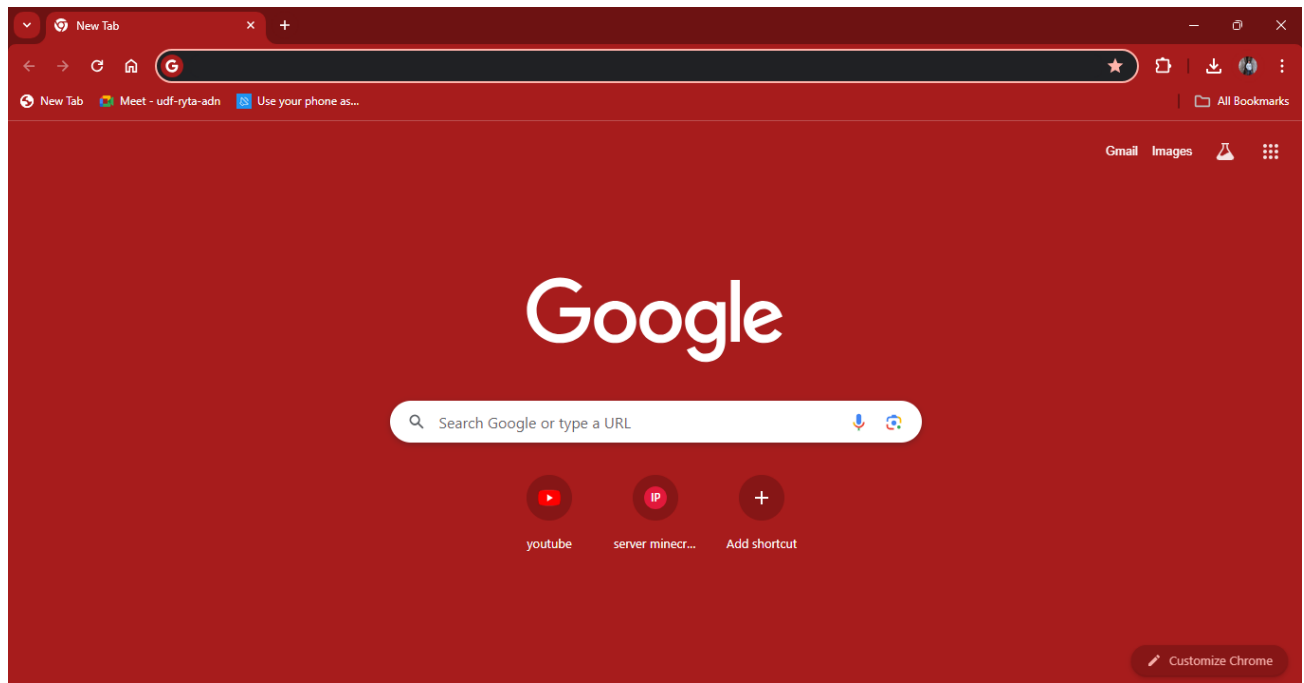 New Tab
New Tab Meet - udf-ryta-adn Use your phone as... All Bookmarks
Gmail Images
Google
Search Google or type a URL
IP
youtube server minecr... Add shortcut
Customize Chrome